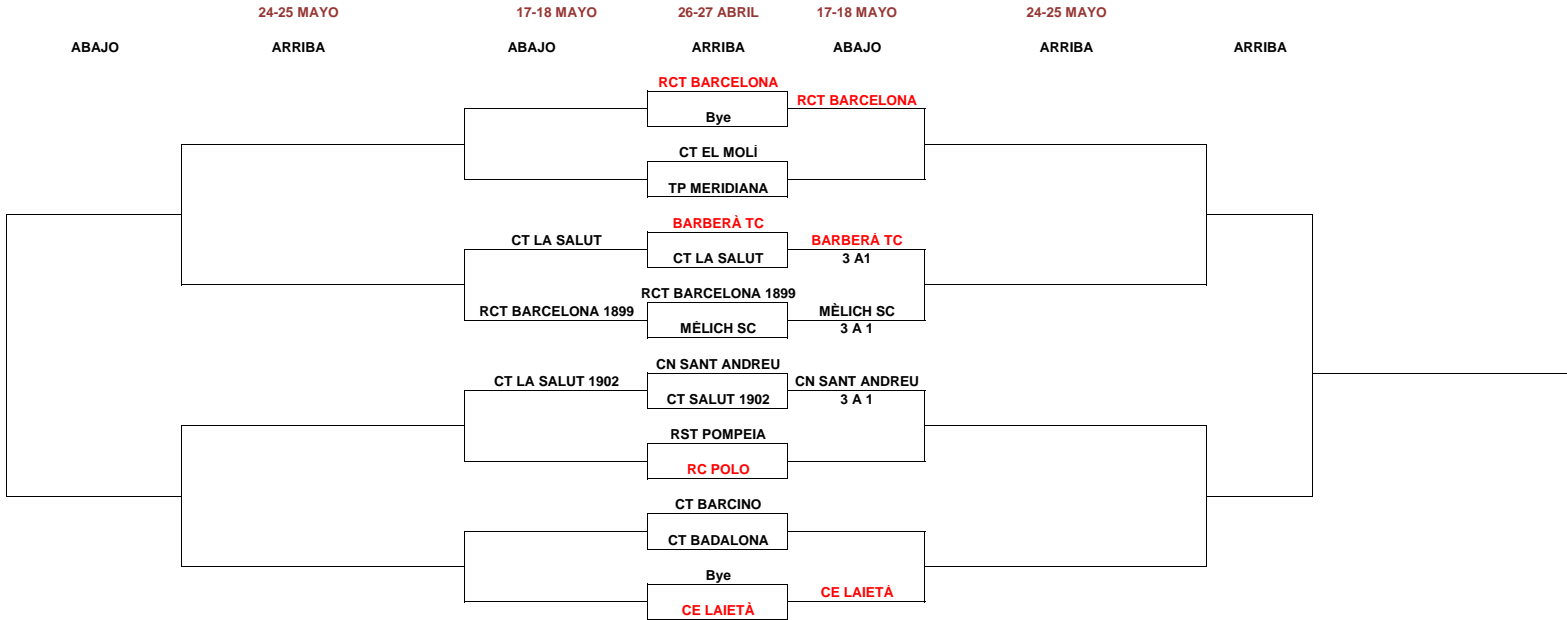 24-25 MAYO 17-18 MAYO 26-27 ABRIL 17-18 MAYO 24-25 MAYO
ABAJO ARRIBA ABAJO ARRIBA ABAJO ARRIBA ARRIBA
RCT BARCELONA
RCT BARCELONA
Bye
CT EL MOLÍ
TP MERIDIANA
BARBERÀ TC
CT LA SALUT BARBERÀ TC
CT LA SALUT 3 A1
RCT BARCELONA 1899
RCT BARCELONA 1899 MÈLICH SC
MÈLICH SC 3 A 1
CN SANT ANDREU
CT LA SALUT 1902 CN SANT ANDREU
CT SALUT 1902 3 A 1
RST POMPEIA
RC POLO
CT BARCINO
CT BADALONA
Bye
CE LAIETÀ
CE LAIETÀ